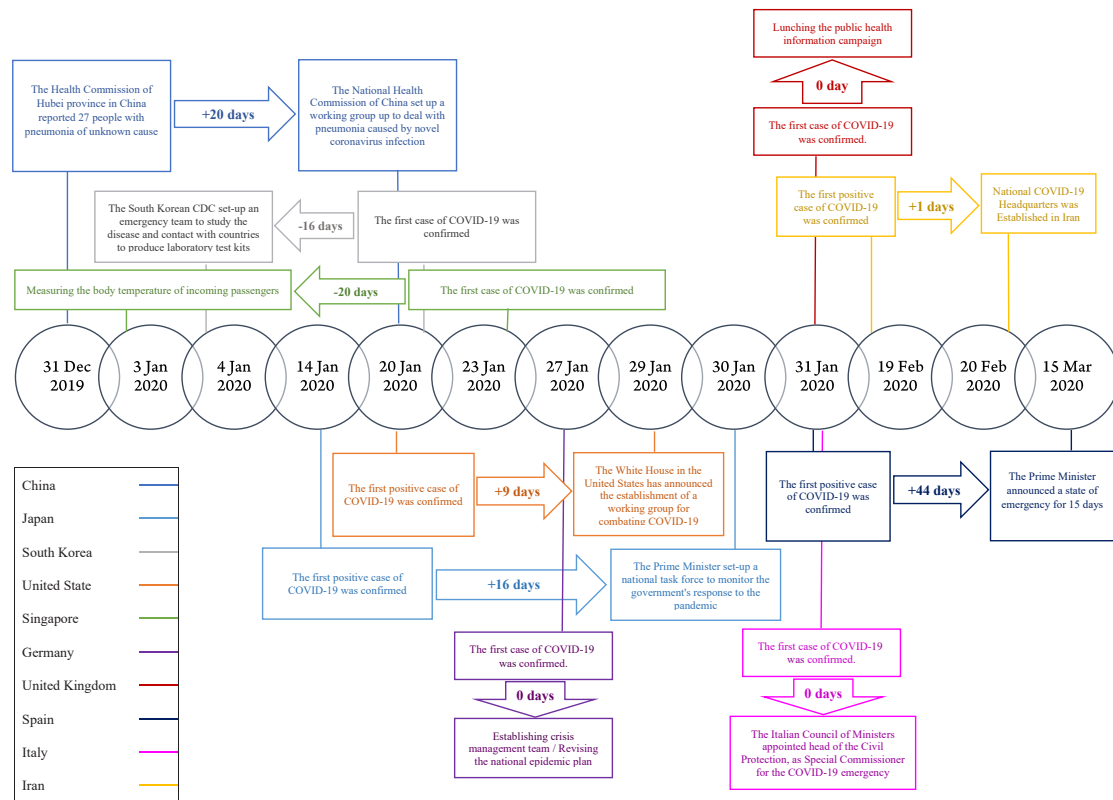 Lunching the public health
information campaign
0 day
The first case of COVID-19
was confirmed.
The Health Commission of
Hubei province in China
reported 27 people with
pneumonia of unknown cause
+20 days
The National Health
Commission of China set up a
working group up to deal with
pneumonia caused by novel
coronavirus infection
The first positive
case of COVID-19
was confirmed
+1 days
National COVID-19
Headquarters was
Established in Iran
The South Korean CDC set-up an
emergency team to study the
disease and contact with countries
to produce laboratory test kits
-16 days
The first case of COVID-19 was
confirmed
Measuring the body temperature of incoming passengers
-20 days
The first case of COVID-19 was confirmed
31 Dec
2019
3 Jan
2020
4 Jan
2020
14 Jan
2020
20 Jan
2020
23 Jan
2020
27 Jan
2020
29 Jan
2020
30 Jan
2020
31 Jan
2020
19 Feb
2020
20 Feb
2020
15 Mar
2020
The first positive case of
COVID-19 was confirmed
+9 days
The White House in the
United States has announced
the establishment of a
working group for
combating COVID-19
The first positive case
of COVID-19 was
confirmed
+44 days
The Prime Minister
announced a state of
emergency for 15 days
The first positive case of
COVID-19 was confirmed
+16 days
The Prime Minister set-up a
national task force to monitor the
government's response to the
pandemic
The first case of COVID-19
was confirmed.
0 days
Establishing crisis
management team / Revising
the national epidemic plan
The first case of COVID-19
was confirmed.
0 days
The Italian Council of Ministers
appointed head of the Civil
Protection, as Special Commissioner
for the COVID-19 emergency
China
Japan
South Korea
United State
Singapore
Germany
United Kingdom
Spain
Italy
Iran